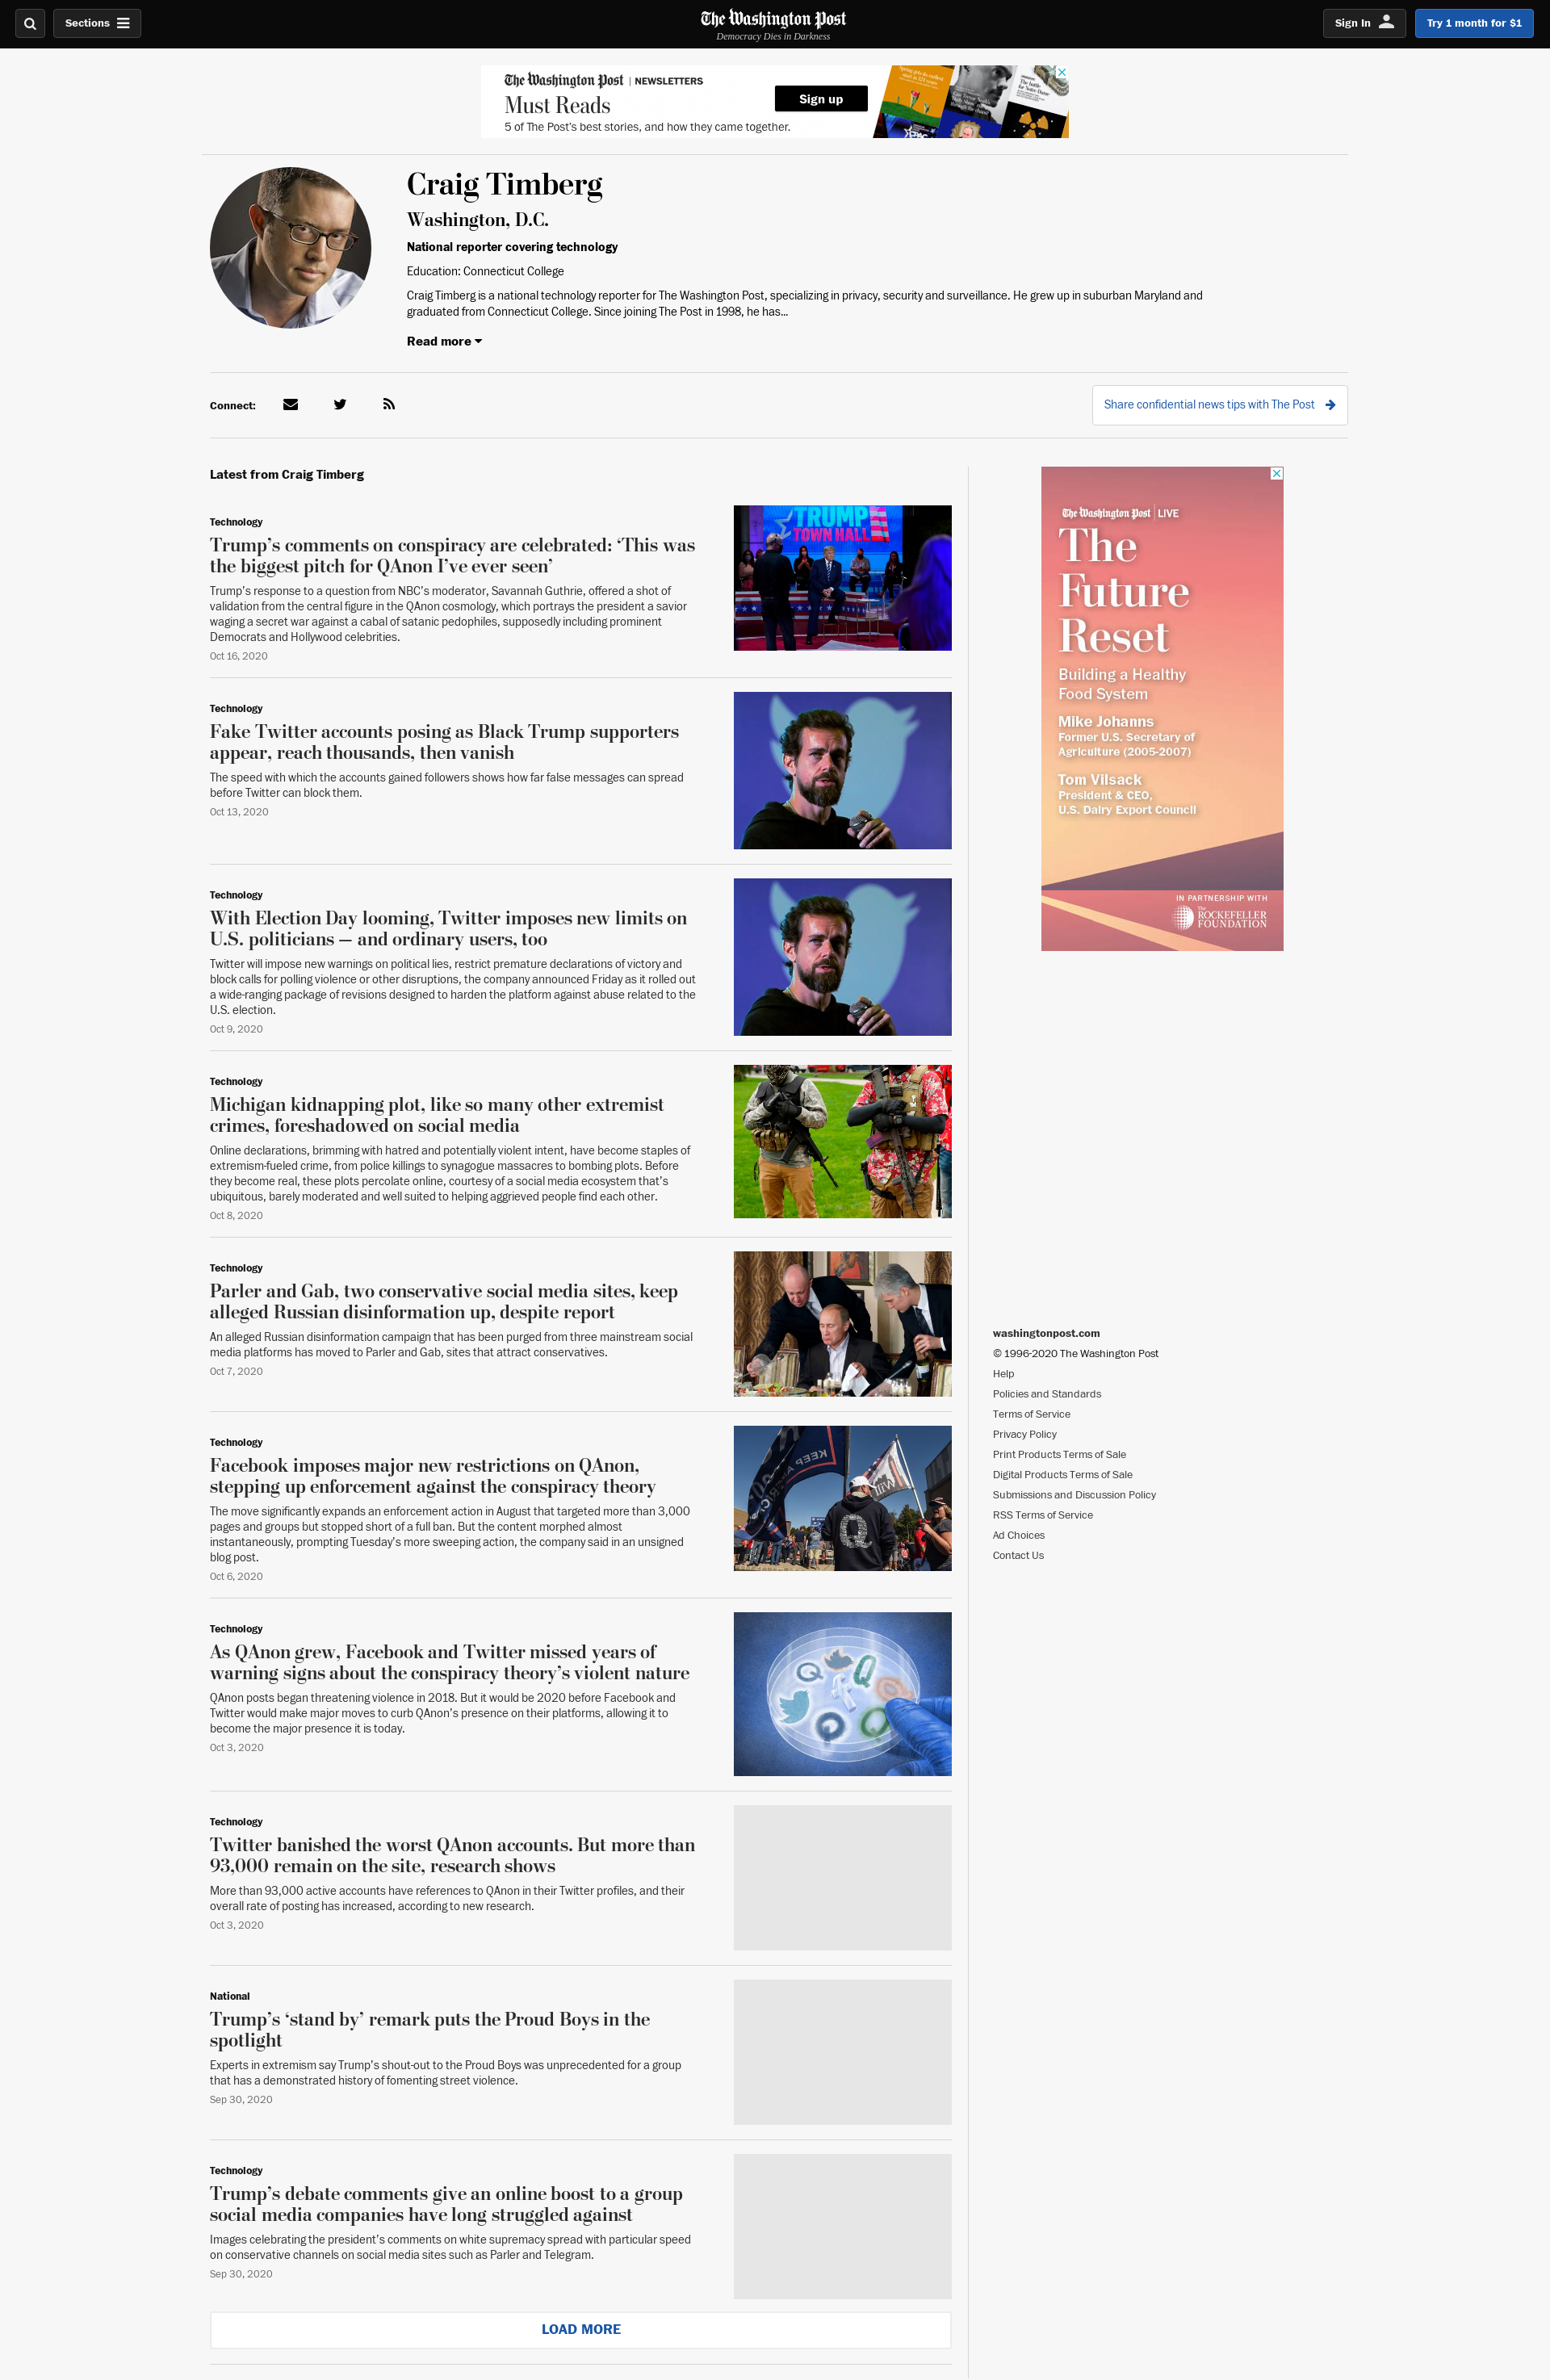 Sections
The Washington Post
Democracy Dies in Darkness
Sign In
Try 1 month for $1
The Washington Post | NEWSLETTERS
Must Reads
5 of The Post's best stories, and how they came together.
Sign up
Craig Timberg
Washington, D.C.
National reporter covering technology
Education: Connecticut College
Craig Timberg is a national technology reporter for The Washington Post, specializing in privacy, security and surveillance. He grew up in suburban Maryland and
graduated from Connecticut College. Since joining The Post in 1998, he has...
Read more
Connect:
Share confidential news tips with The Post
Latest from Craig Timberg
Technology
Trump’s comments on conspiracy are celebrated: ‘This was
the biggest pitch for QAnon I’ve ever seen’
Trump’s response to a question from NBC’s moderator, Savannah Guthrie, offered a shot of
validation from the central figure in the QAnon cosmology, which portrays the president a savior
waging a secret war against a cabal of satanic pedophiles, supposedly including prominent
Democrats and Hollywood celebrities.
Oct 16, 2020
TRUMP
TOWN HALL
Technology
Fake Twitter accounts posing as Black Trump supporters
appear, reach thousands, then vanish
The speed with which the accounts gained followers shows how far false messages can spread
before Twitter can block them.
Oct 13, 2020
Technology
With Election Day looming, Twitter imposes new limits on
U.S. politicians — and ordinary users, too
Twitter will impose new warnings on political lies, restrict premature declarations of victory and
block calls for polling violence or other disruptions, the company announced Friday as it rolled out
a wide-ranging package of revisions designed to harden the platform against abuse related to the
U.S. election.
Oct 9, 2020
Technology
Michigan kidnapping plot, like so many other extremist
crimes, foreshadowed on social media
Online declarations, brimming with hatred and potentially violent intent, have become staples of
extremism-fueled crime, from police killings to synagogue massacres to bombing plots. Before
they become real, these plots percolate online, courtesy of a social media ecosystem that’s
ubiquitous, barely moderated and well suited to helping aggrieved people find each other.
Oct 8, 2020
Technology
Parler and Gab, two conservative social media sites, keep
alleged Russian disinformation up, despite report
An alleged Russian disinformation campaign that has been purged from three mainstream social
media platforms has moved to Parler and Gab, sites that attract conservatives.
Oct 7, 2020
Technology
Facebook imposes major new restrictions on QAnon,
stepping up enforcement against the conspiracy theory
The move significantly expands an enforcement action in August that targeted more than 3,000
pages and groups but stopped short of a full ban. But the content morphed almost
instantaneously, prompting Tuesday’s more sweeping action, the company said in an unsigned
blog post.
Oct 6, 2020
Q
Technology
As QAnon grew, Facebook and Twitter missed years of
warning signs about the conspiracy theory’s violent nature
QAnon posts began threatening violence in 2018. But it would be 2020 before Facebook and
Twitter would make major moves to curb QAnon’s presence on their platforms, allowing it to
become the major presence it is today.
Oct 3, 2020
Technology
Twitter banished the worst QAnon accounts. But more than
93,000 remain on the site, research shows
More than 93,000 active accounts have references to QAnon in their Twitter profiles, and their
overall rate of posting has increased, according to new research.
Oct 3, 2020
National
Trump’s ‘stand by’ remark puts the Proud Boys in the
spotlight
Experts in extremism say Trump’s shout-out to the Proud Boys was unprecedented for a group
that has a demonstrated history of fomenting street violence.
Sep 30, 2020
Technology
Trump’s debate comments give an online boost to a group
social media companies have long struggled against
Images celebrating the president’s comments on white supremacy spread with particular speed
on conservative channels on social media sites such as Parler and Telegram.
Sep 30, 2020
LOAD MORE
The Washington Post | LIVE
The
Future
Reset
Building a Healthy
Food System
Mike Johanns
Former U.S. Secretary of
Agriculture (2005-2007)
Tom Vilsack
President & CEO,
U.S. Dairy Export Council
IN PARTNERSHIP WITH
The
ROCKEFELLER
FOUNDATION
washingtonpost.com
© 1996-2020 The Washington Post
Help
Policies and Standards
Terms of Service
Privacy Policy
Print Products Terms of Sale
Digital Products Terms of Sale
Submissions and Discussion Policy
RSS Terms of Service
Ad Choices
Contact Us